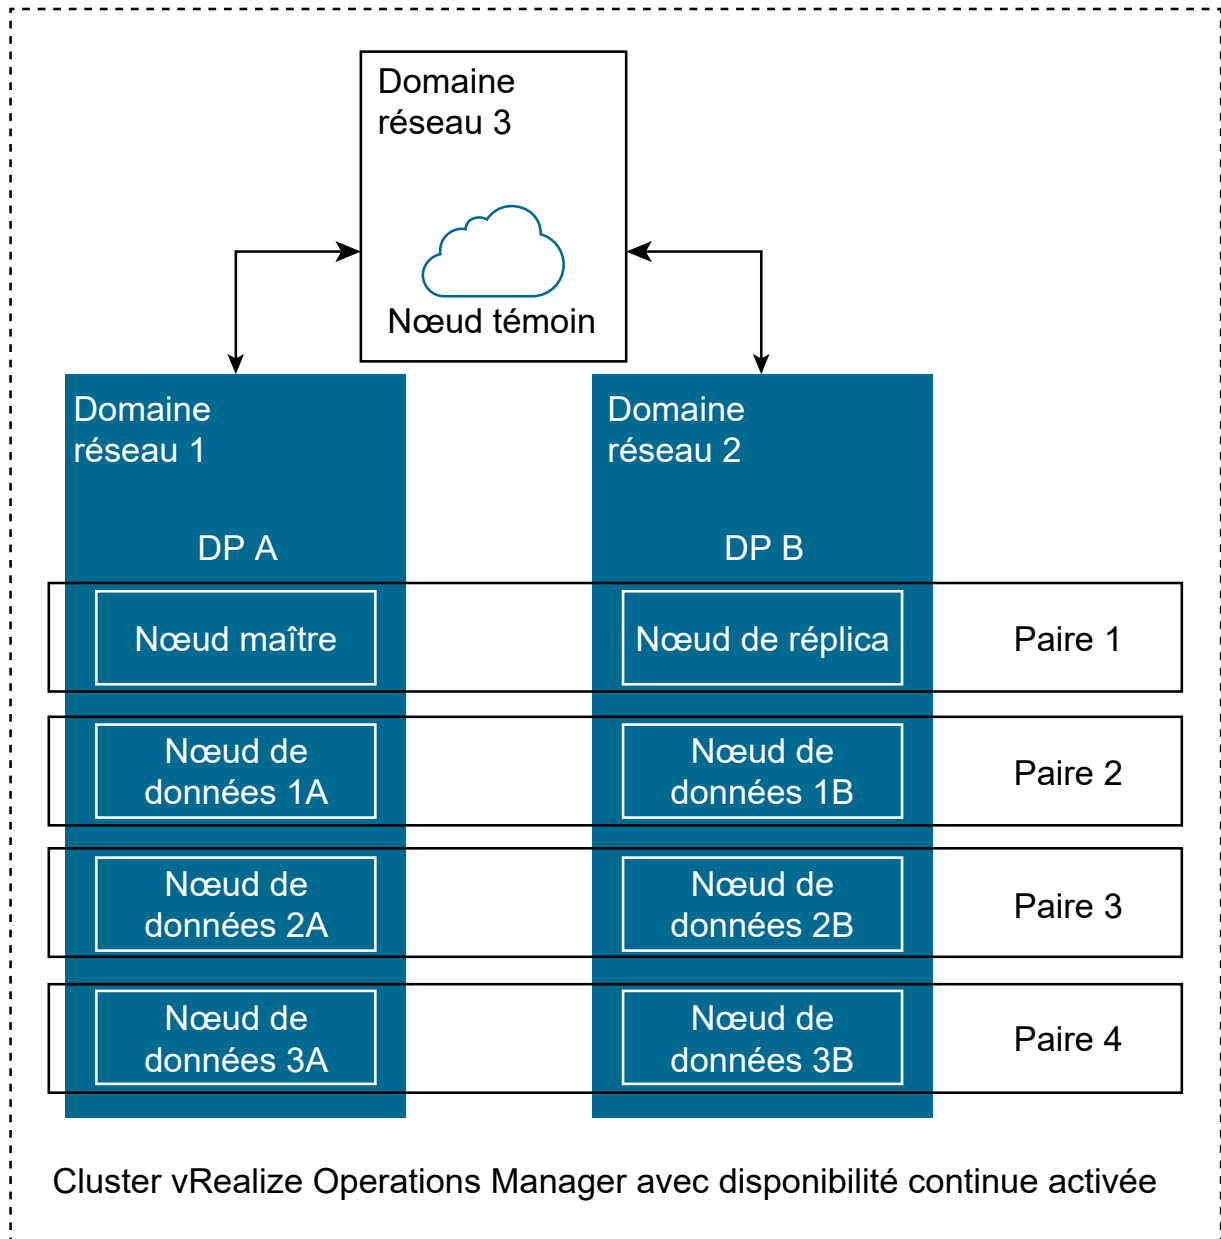 Domaine
réseau 3
Nœud témoin
Domaine
réseau 1
Domaine
réseau 2
DP A
DP B
Nœud maître
Nœud de réplica
Paire 1
Nœud de
données 1A
Nœud de
données 1B
Paire 2
Nœud de
données 2A
Nœud de
données 2B
Paire 3
Nœud de
données 3A
Nœud de
données 3B
Paire 4
Cluster vRealize Operations Manager avec disponibilité continue activée